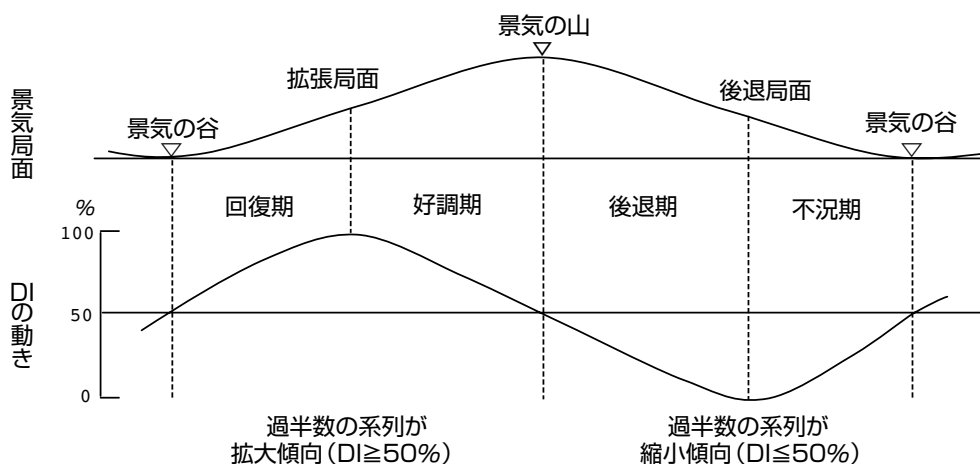 景気の山
拡張局面
後退局面
景気の谷
景気の谷
景気局面
回復期
好調期
後退期
不況期
%
100
50
0
DIの動き
過半数の系列が
拡大傾向(DI≧50%)
過半数の系列が
縮小傾向(DI≦50%)